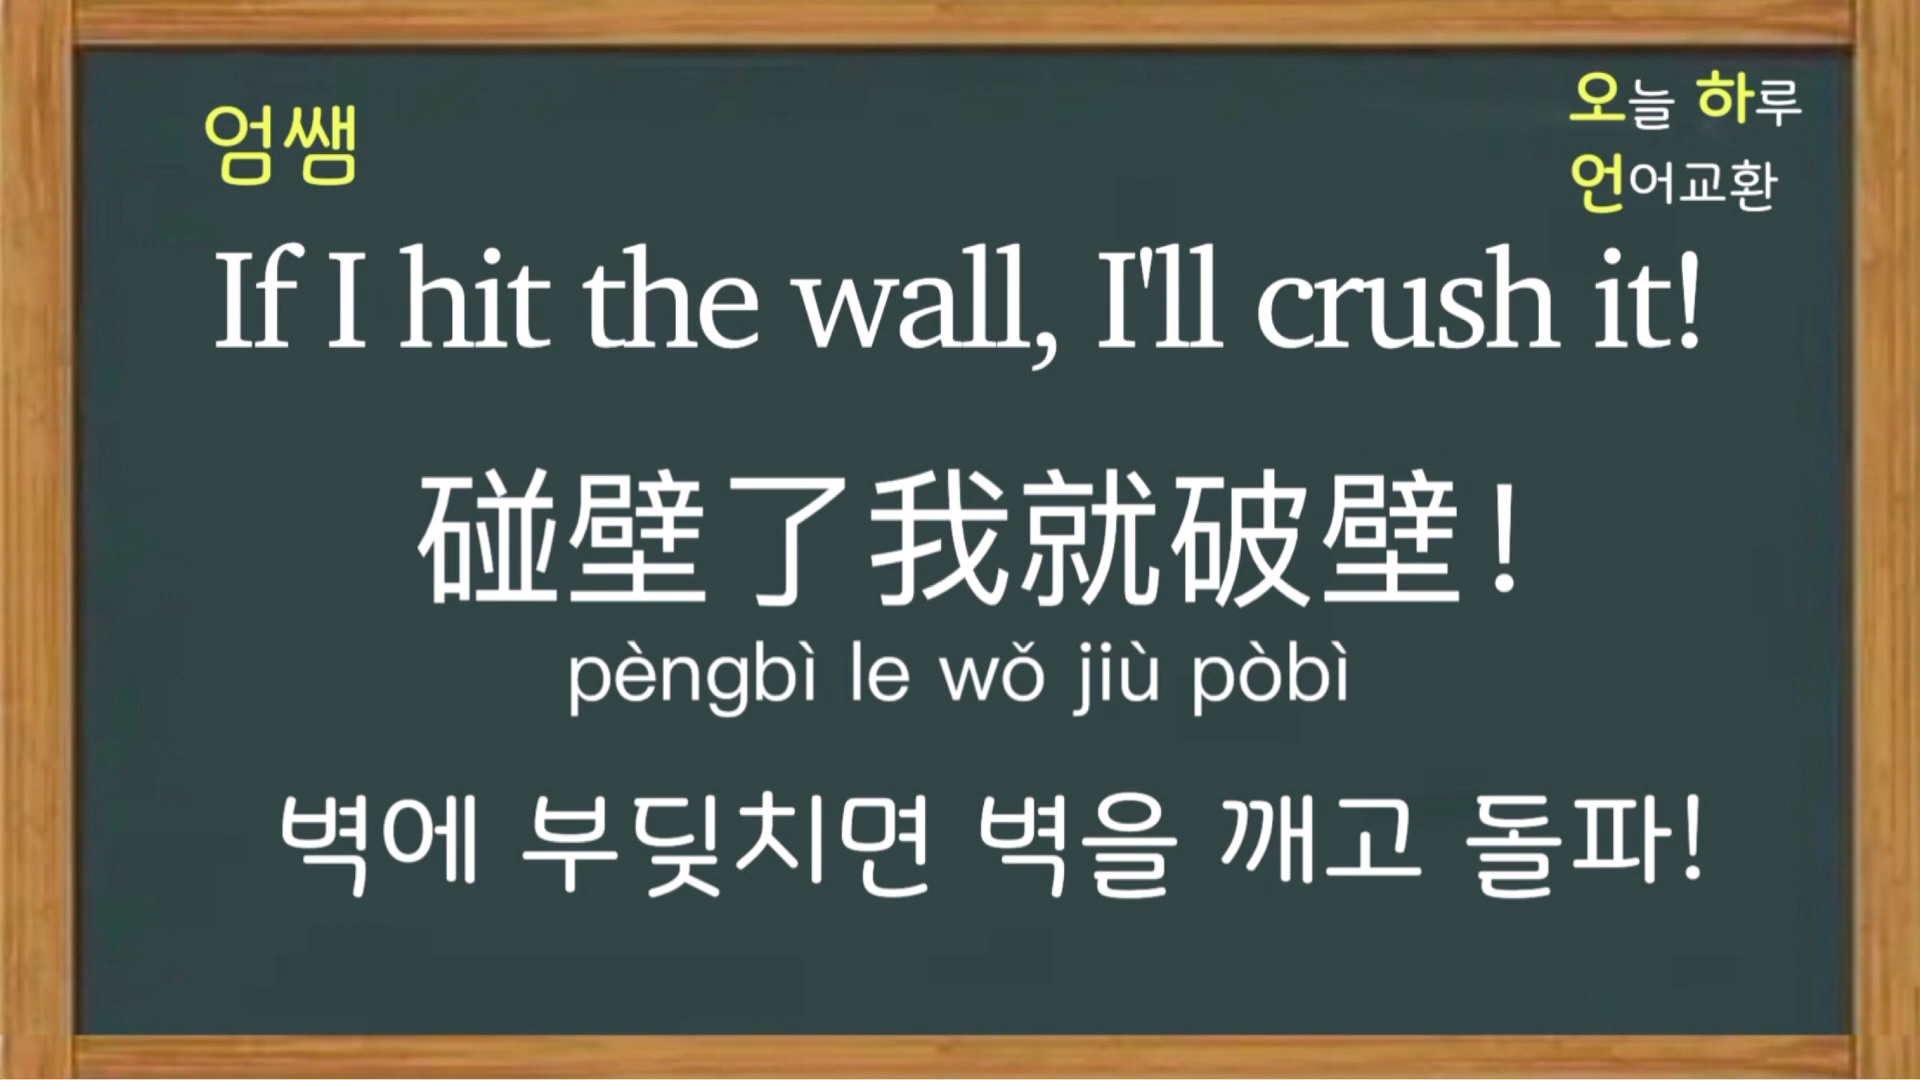 엄쌤
오늘 하루
언어교환
If I hit the wall, I'll crush it!
碰壁了我就破壁！
pèngbì le wǒ jiù pòbì
벽에 부딪치면 벽을 깨고 돌파!